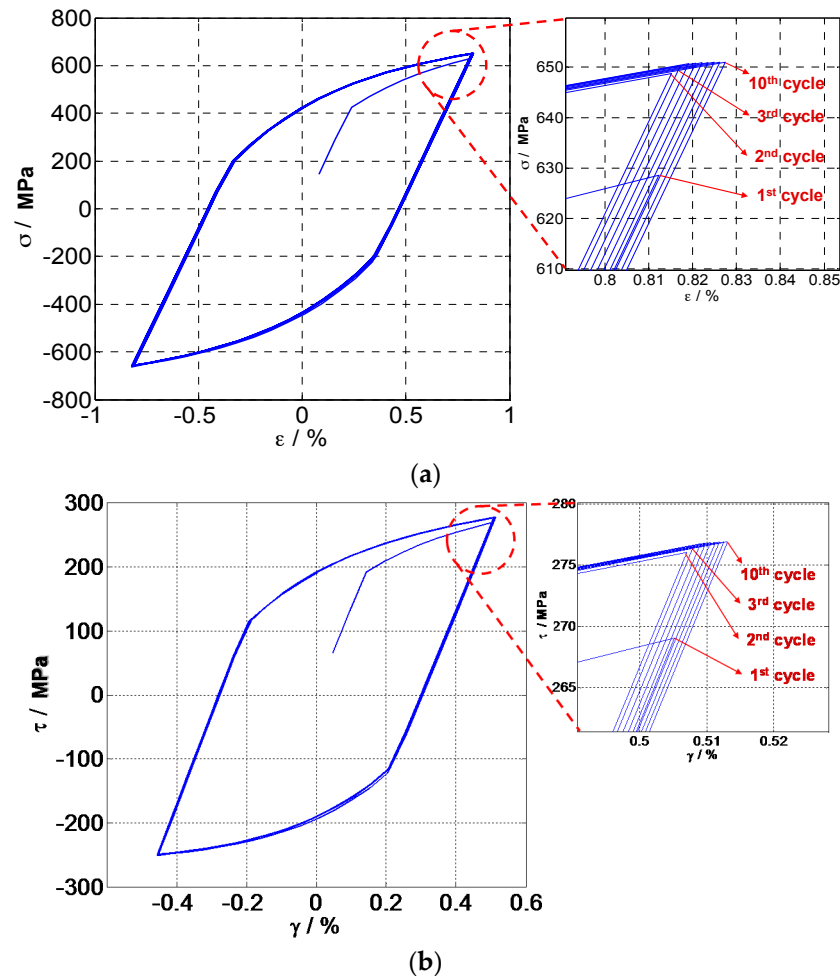 800
600
400
200
0
-200
-400
-600
-800
σ / MPa
-1
-0.5
0
0.5
1
ε / %
650
640
630
620
610
σ / MPa
0.8
0.81
0.82
0.83
0.84
0.85
ε / %
10th cycle
3rd cycle
2nd cycle
1st cycle
(a)
300
200
100
0
-100
-200
-300
τ / MPa
-0.4
-0.2
0
0.2
0.4
0.6
γ / %
280
275
270
265
τ / MPa
0.5
0.51
0.52
γ / %
10th cycle
3rd cycle
2nd cycle
1st cycle
(b)